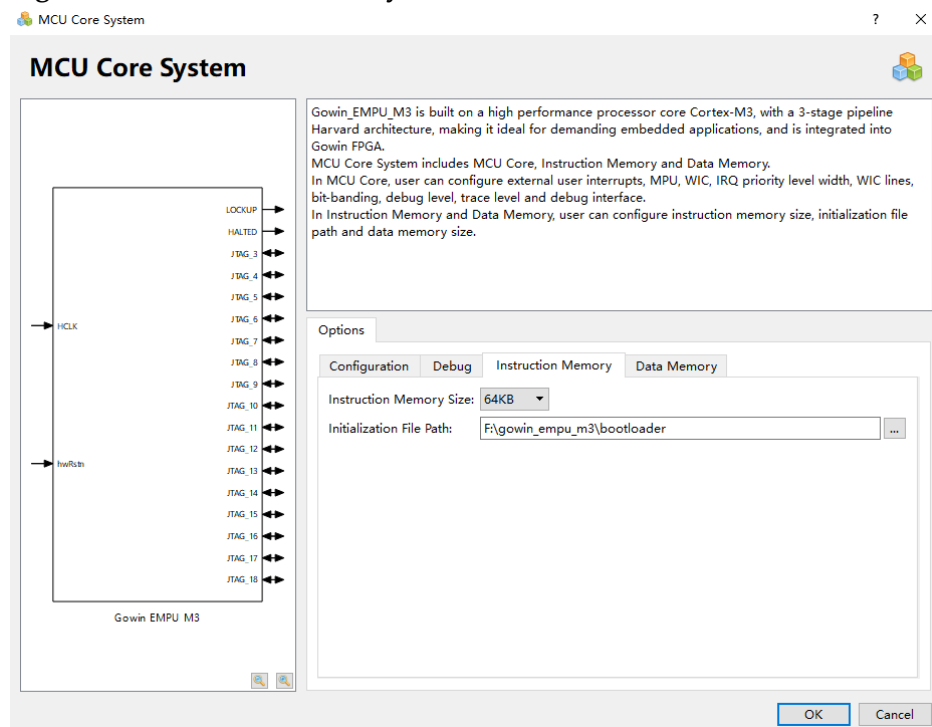 MCU Core System
?
MCU Core System
LOCKUP
HALTED
JTAG_3
JTAG_4
JTAG_5
JTAG_6
HCLK
JTAG_7
JTAG_8
JTAG_9
JTAG_10
JTAG_11
JTAG_12
hwRstn
JTAG_13
JTAG_14
JTAG_15
JTAG_16
JTAG_17
JTAG_18
Gowin EMPU M3
Gowin_EMPU_M3 is built on a high performance processor core Cortex-M3, with a 3-stage pipeline
Harvard architecture, making it ideal for demanding embedded applications, and is integrated into
Gowin FPGA.
MCU Core System includes MCU Core, Instruction Memory and Data Memory.
In MCU Core, user can configure external user interrupts, MPU, WIC, IRQ priority level width, WIC lines,
bit-banding, debug level, trace level and debug interface.
In Instruction Memory and Data Memory, user can configure instruction memory size, initialization file
path and data memory size.
Options
Configuration Debug Instruction Memory Data Memory
Instruction Memory Size: 64KB
Initialization File Path: F:\gowin_empu_m3\bootloader ...
OK Cancel